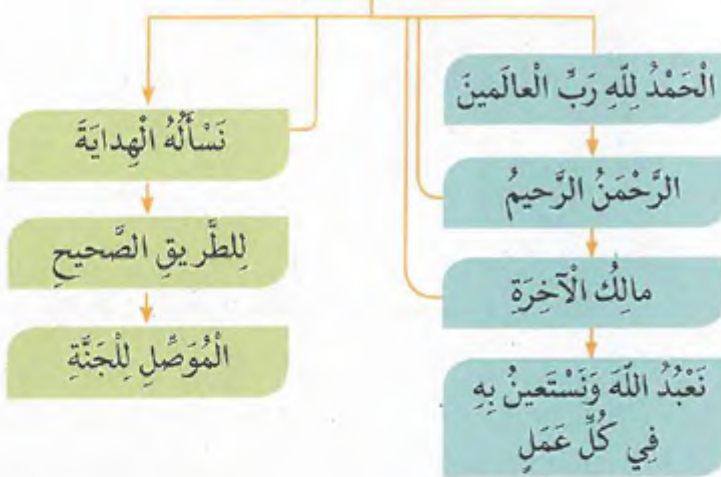 الْحَمْدُ لِلّٰهِ رَبِّ الْعالَمينَ
الرَّحْمَنُ الرَّحيمُ
مالِكُ الْآخِرَةِ
نَعْبُدُ اللّٰهَ وَنَسْتَعينُ بِهِ
فِي كُلِّ عَمَلٍ
نَسْأَلُهُ الْهِدايَةَ
لِلطَّريقِ الصَّحيحِ
الْمُوَصِّلِ لِلْجَنَّةِ